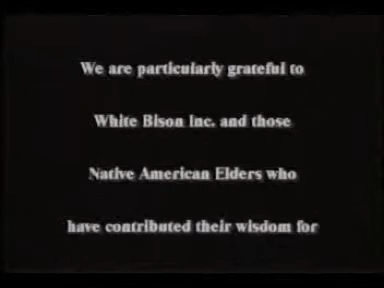 We are particularly grateful to
White Bison Inc. and those
Native American Elders who
have contributed their wisdom for